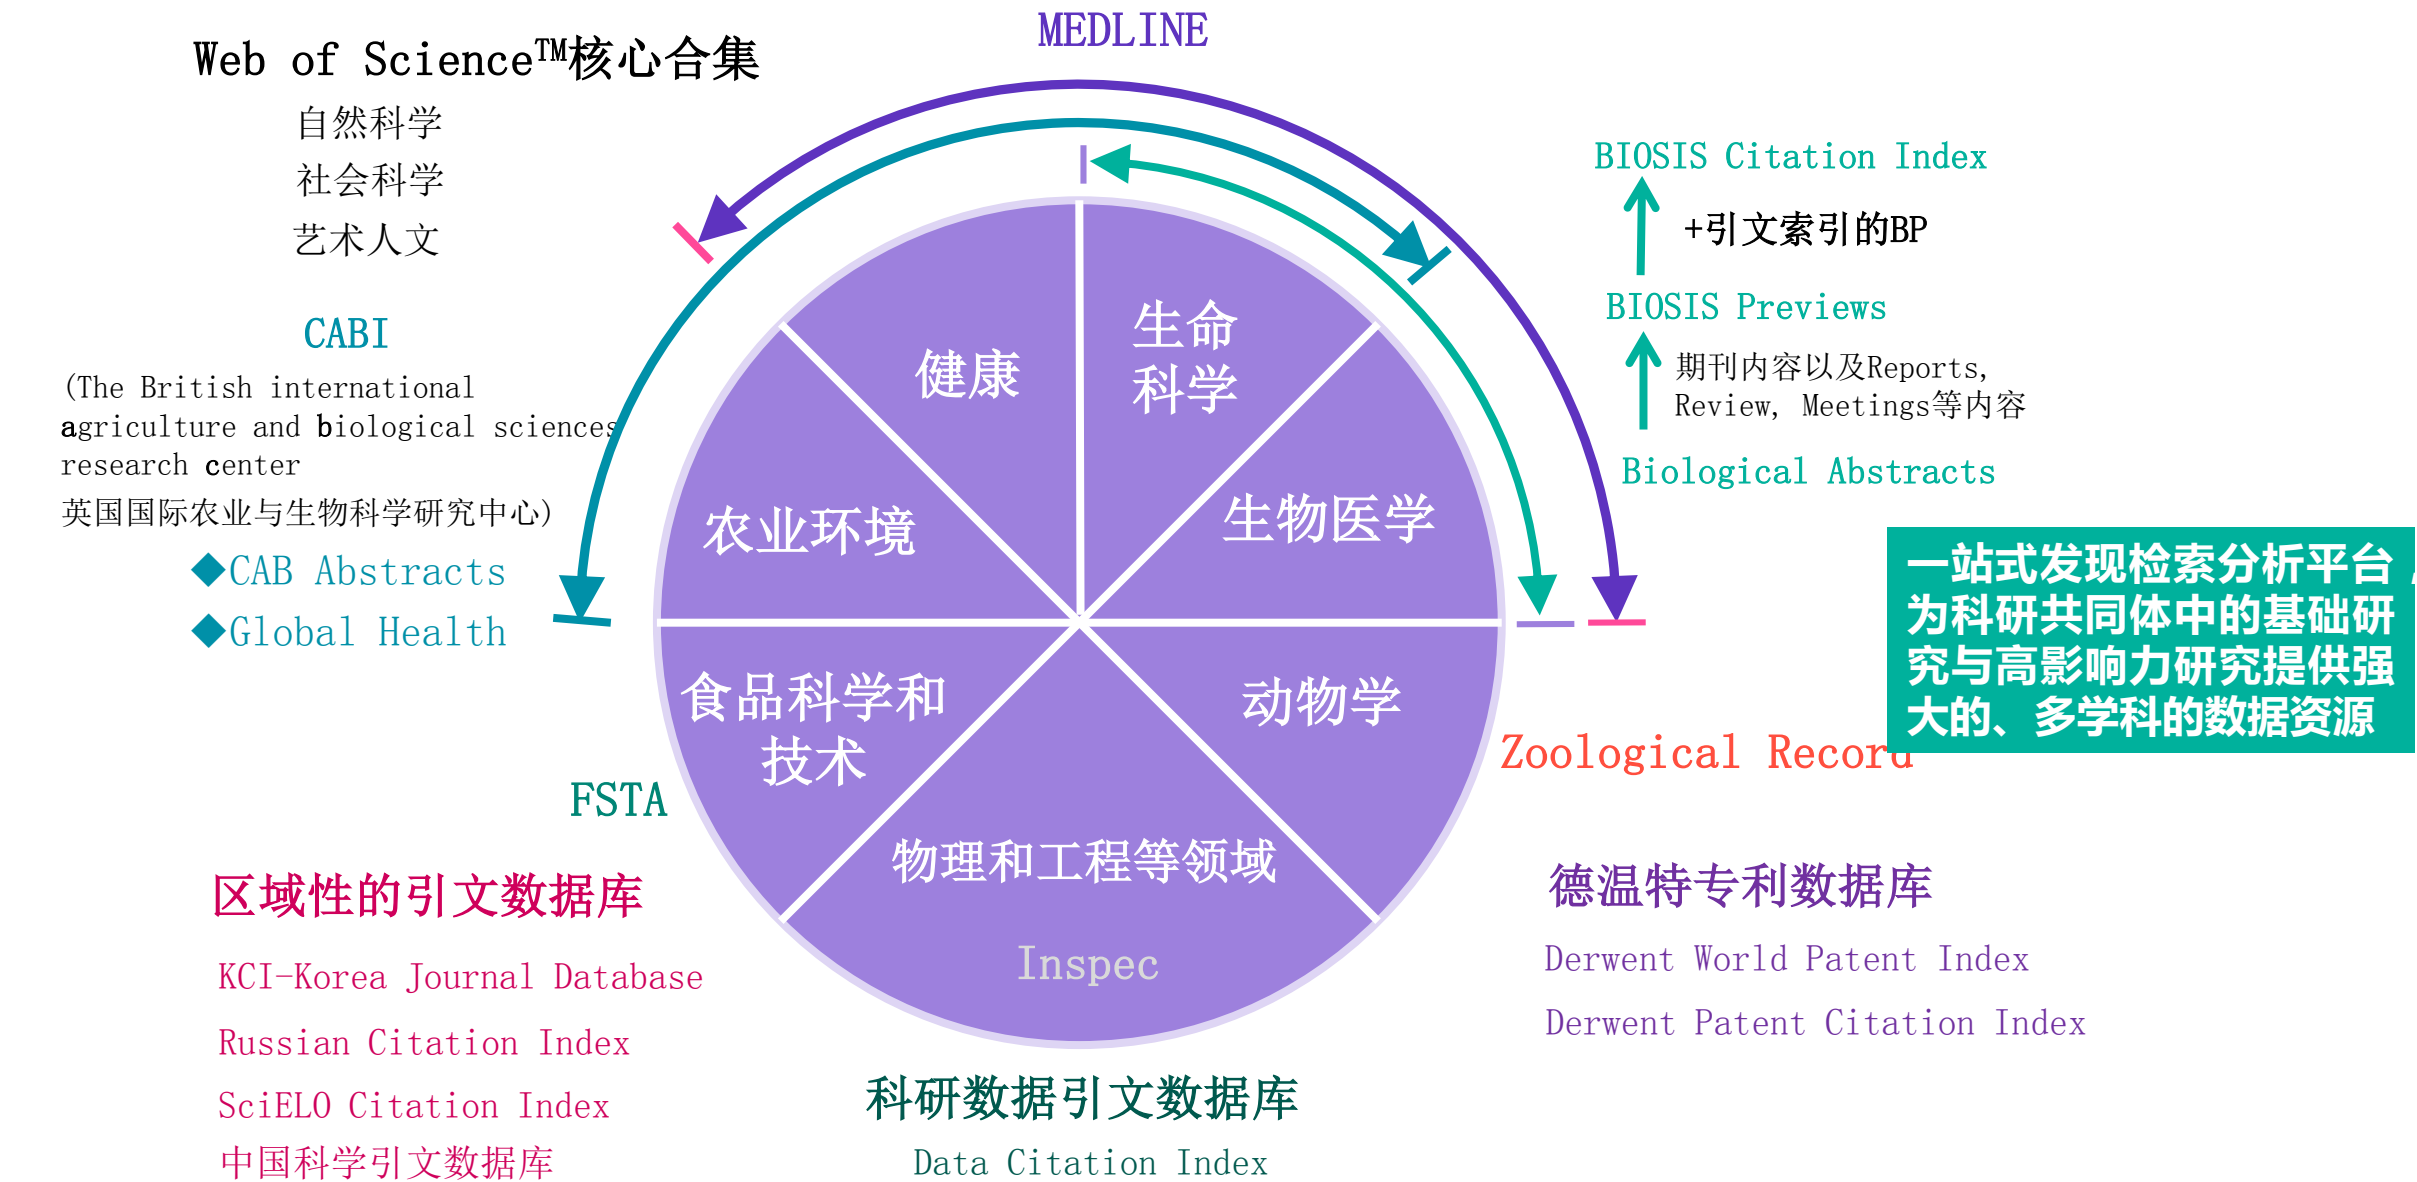 MEDLINE
Web of Science™核心合集
自然科学
社会科学
艺术人文
CABI
(The British international
agriculture and biological sciences
research center
英国国际农业与生物科学研究中心)
◆CAB Abstracts
◆Global Health
BIOSIS Citation Index
+引文索引的BP
BIOSIS Previews
期刊内容以及Reports,
Review, Meetings等内容
Biological Abstracts
一站式发现检索分析平台，
为科研共同体中的基础研
究与高影响力研究提供强
大的、多学科的数据资源
健康
生命
科学
农业环境
生物医学
食品科学和
技术
动物学
物理和工程等领域
Inspec
FSTA
Zoological Record
区域性的引文数据库
KCI-Korea Journal Database
Russian Citation Index
SciELO Citation Index
中国科学引文数据库
科研数据引文数据库
Data Citation Index
德温特专利数据库
Derwent World Patent Index
Derwent Patent Citation Index